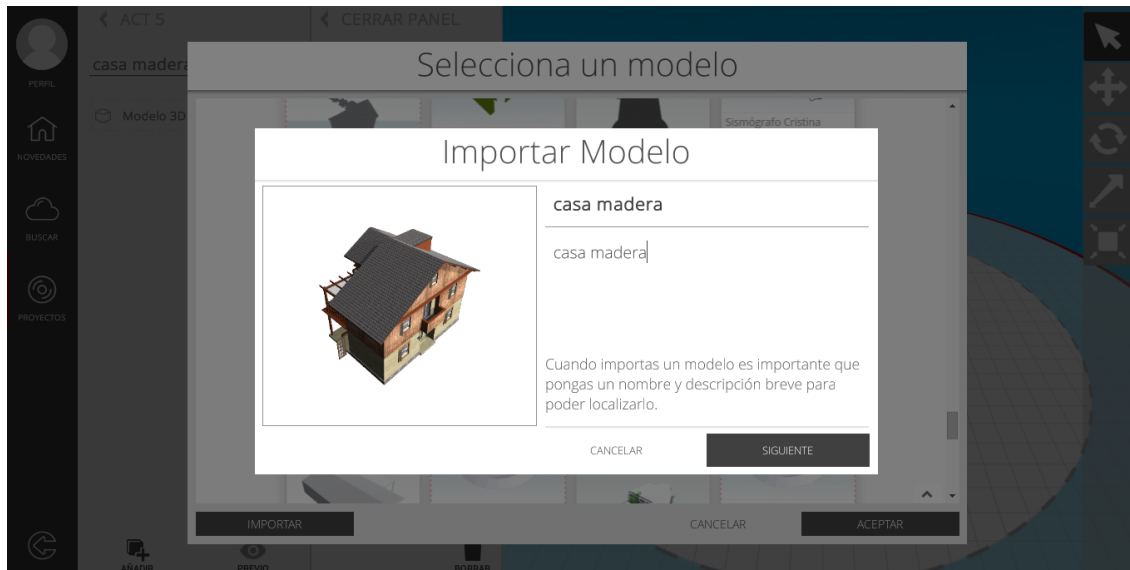 ACT 5
CERRAR PANEL
PERFIL
casa madera
Modelo 3D
NOVEDADES
BUSCAR
PROYECTOS
Selecciona un modelo
Sismógrafo Cristina
Importar Modelo
casa madera
casa madera
Cuando importas un modelo es importante que
pongas un nombre y descripción breve para
poder localizarlo.
CANCELAR
SIGUIENTE
IMPORTAR
CANCELAR
ACEPTAR
AÑADIR
PREVIO
BORRAR